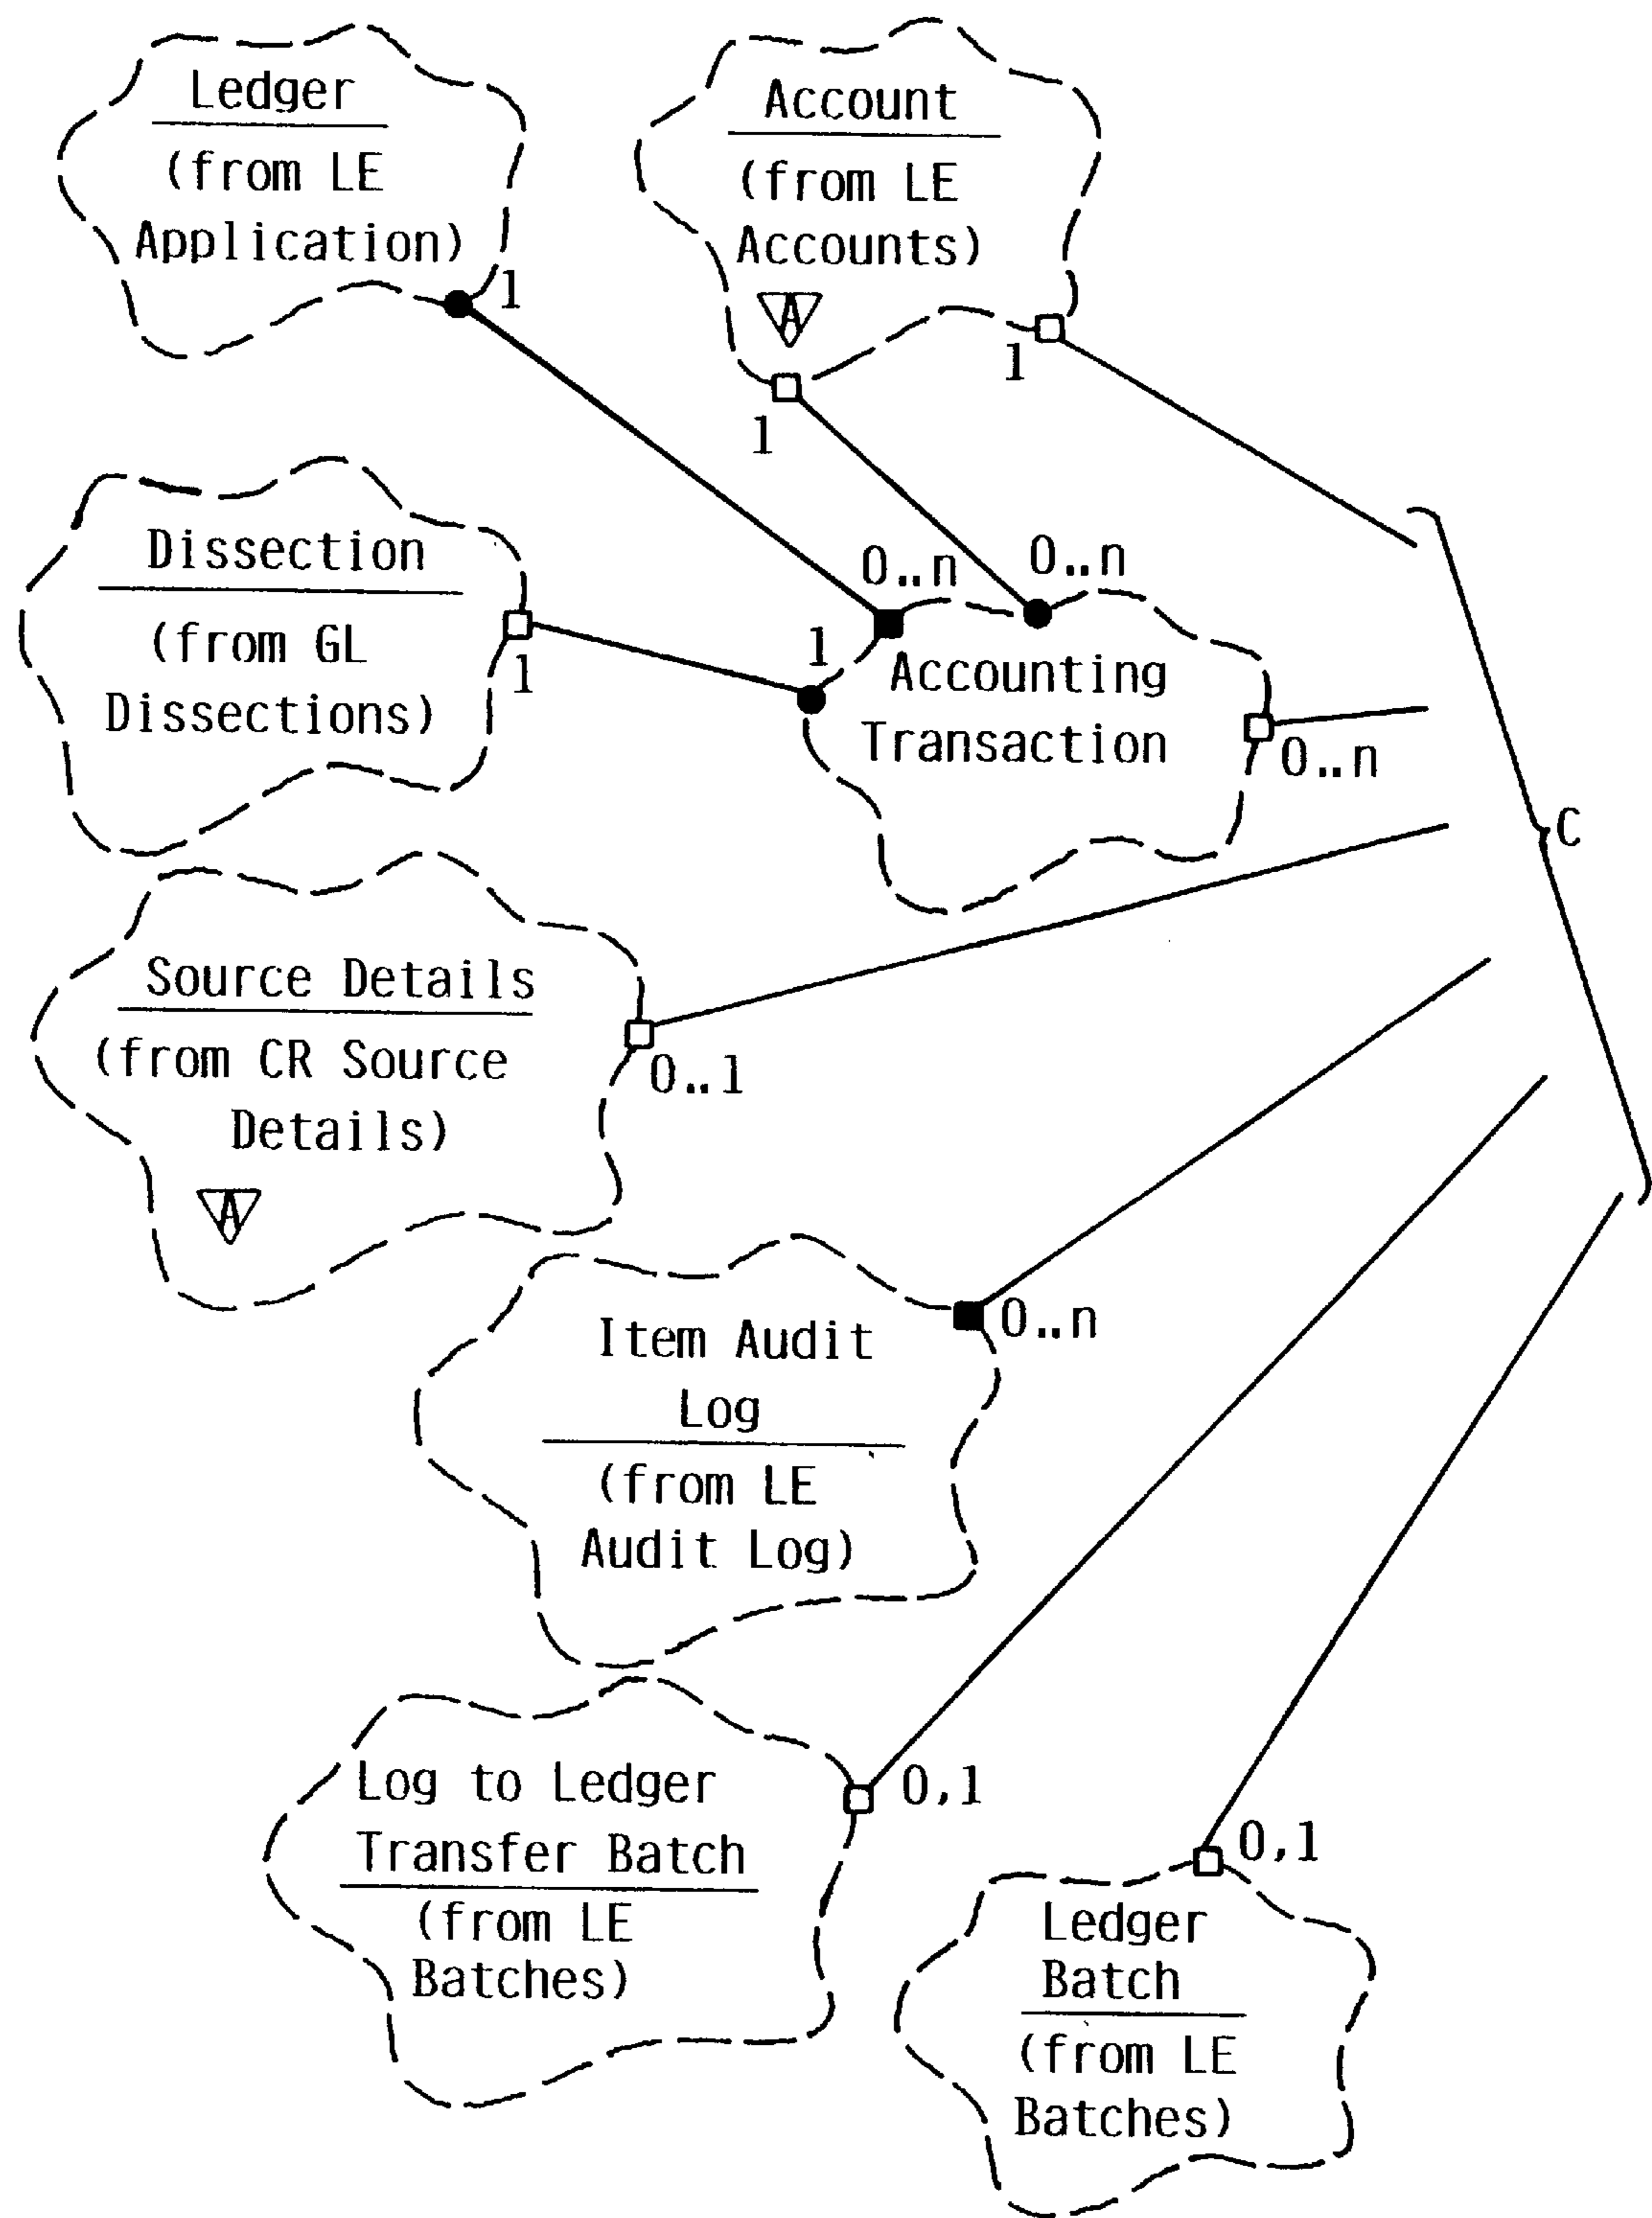 Ledger
(from LE
Application)
1
Account
(from LE
Accounts)
A
1
1
Dissection
(from GL
Dissections)
1
0..n
0..n
1
Accounting
Transaction
0..n
C
Source Details
(from CR Source
Details)
A
0..1
Item Audit
Log
(from LE
Audit Log)
0..n
Log to Ledger
Transfer Batch
(from LE
Batches)
0,1
Ledger
Batch
(from LE
Batches)
0,1